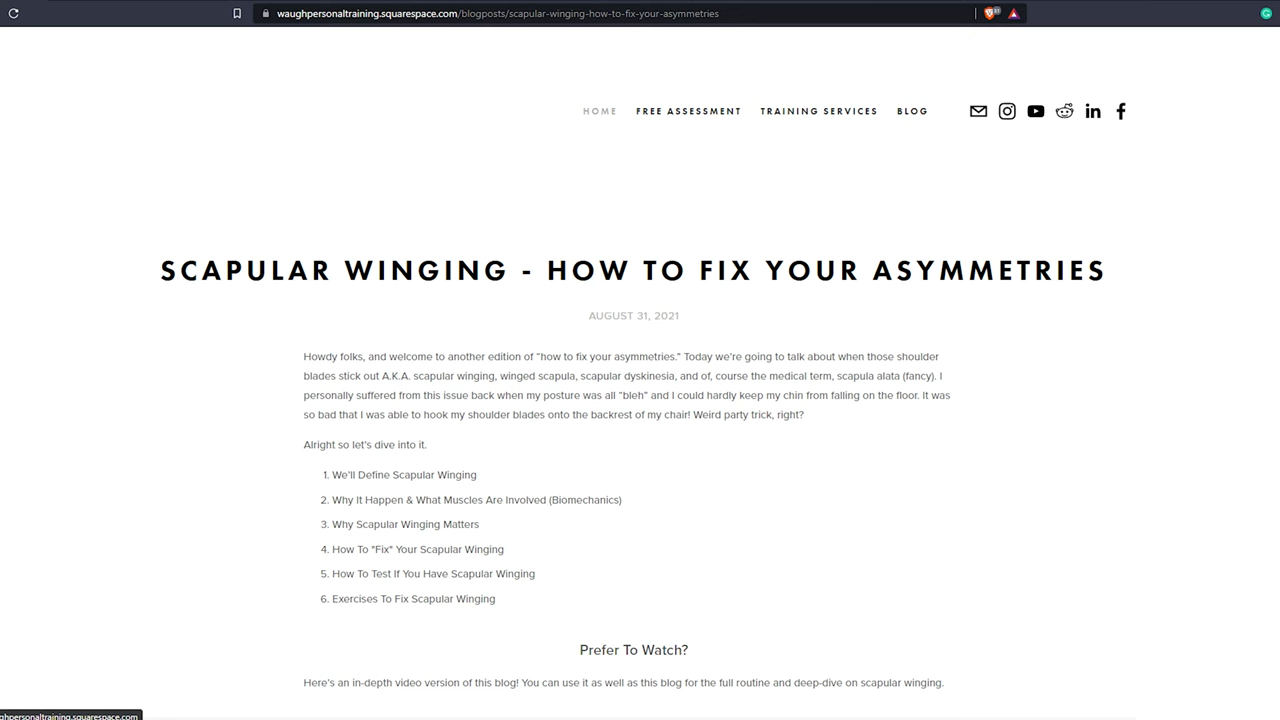 waughpersonaltraining.squarespace.com/blogposts/scapular-winging-how-to-fix-your-asymmetries
HOME FREE ASSESSMENT TRAINING SERVICES BLOG
SCAPULAR WINGING - HOW TO FIX YOUR ASYMMETRIES
AUGUST 31, 2021
Howdy folks, and welcome to another edition of "how to fix your asymmetries." Today we're going to talk about when those shoulder
blades stick out A.K.A. scapular winging, winged scapula, scapular dyskinesia, and of, course the medical term, scapula alata (fancy). I
personally suffered from this issue back when my posture was all "bleh" and I could hardly keep my chin from falling on the floor. It was
so bad that I was able to hook my shoulder blades onto the backrest of my chair! Weird party trick, right?
Alright so let's dive into it.
1. We'll Define Scapular Winging
2. Why It Happen & What Muscles Are Involved (Biomechanics)
3. Why Scapular Winging Matters
4. How To "Fix" Your Scapular Winging
5. How To Test If You Have Scapular Winging
6. Exercises To Fix Scapular Winging
Prefer To Watch?
Here's an in-depth video version of this blog! You can use it as well as this blog for the full routine and deep-dive on scapular winging.
ghpersonaltraining.squarespace.com